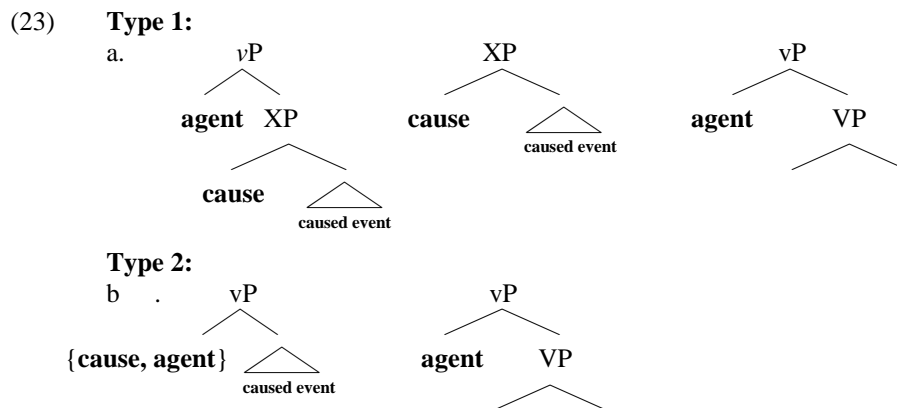 (23) Type 1:
a. vP XP vP
agent XP cause VP agent
caused event
cause
caused event
Type 2:
b . vP vP
{cause, agent} agent VP
caused event